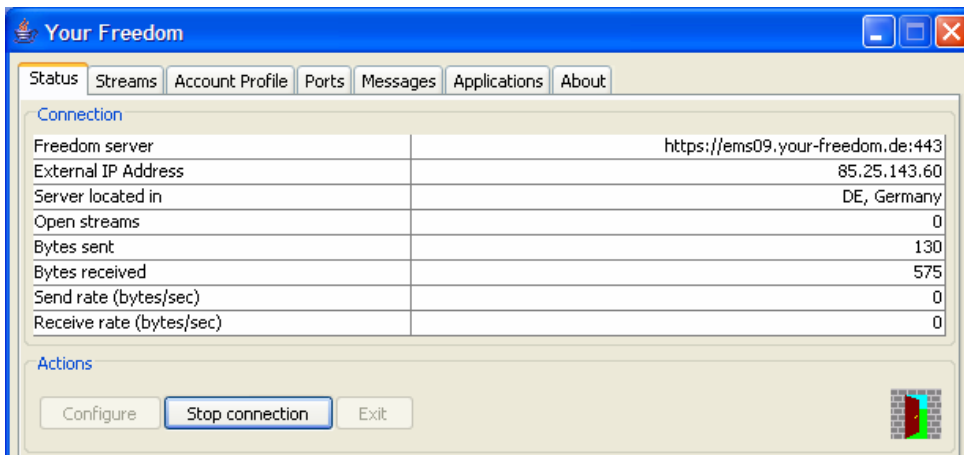 Your Freedom
Status Streams Account Profile Ports Messages Applications About
Connection
Freedom server https://ems09.your-freedom.de:443
External IP Address 85.25.143.60
Server located in DE, Germany
Open streams 0
Bytes sent 130
Bytes received 575
Send rate (bytes/sec) 0
Receive rate (bytes/sec) 0
Actions
Configure Stop connection Exit